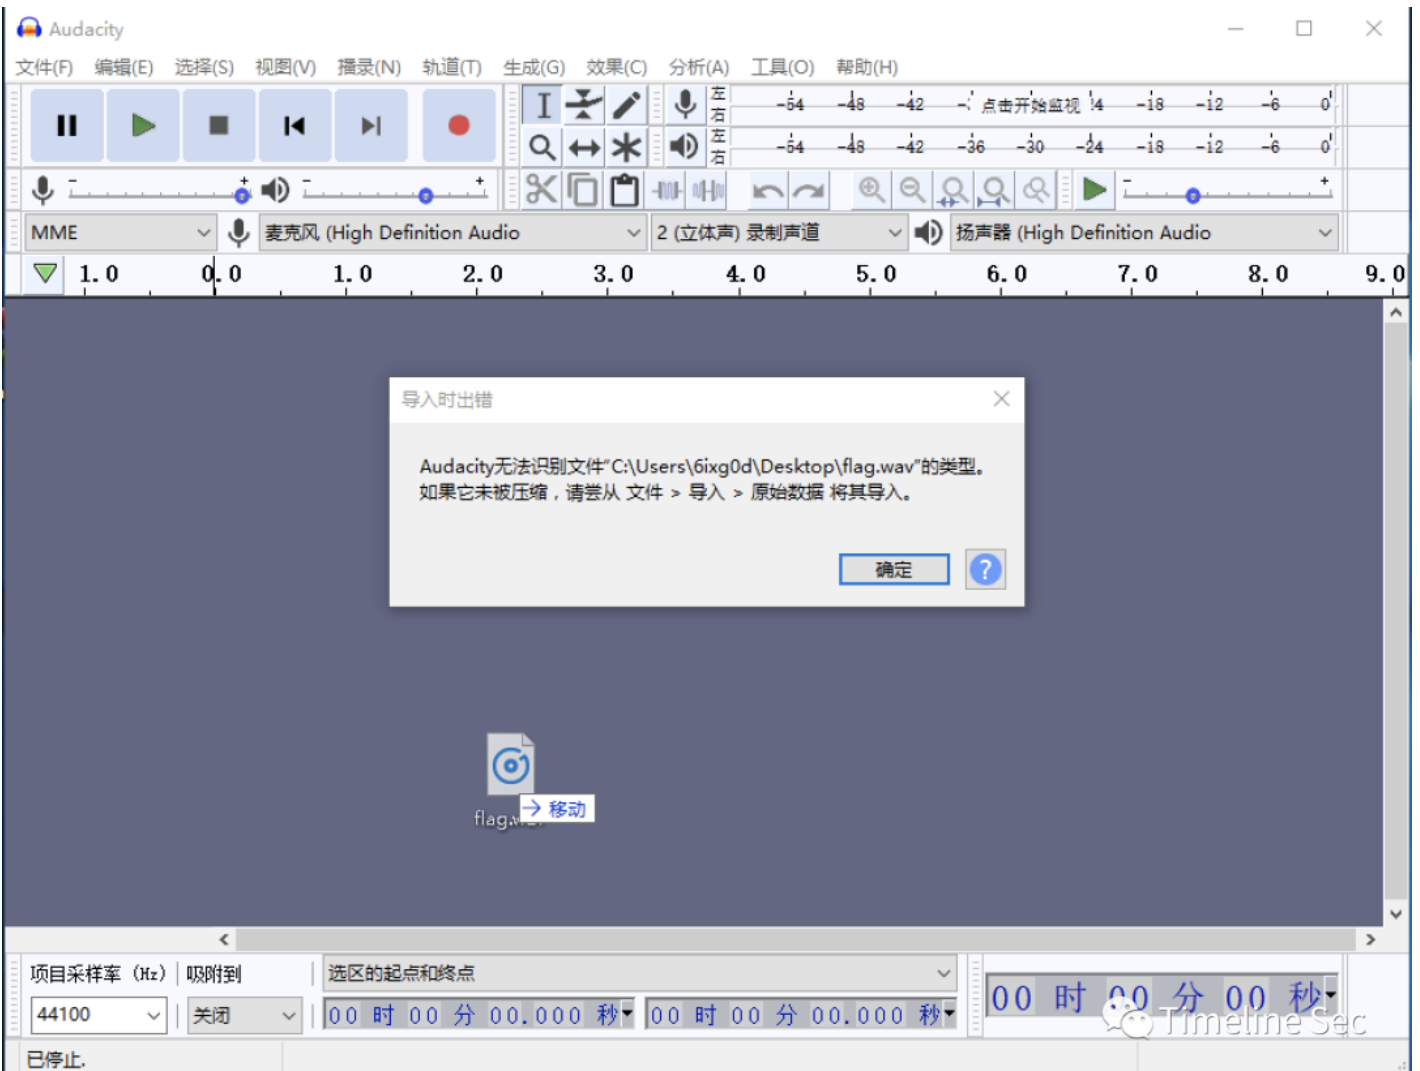 Audacity
文件(F) 编辑(E) 选择(S) 视图(V) 播录(N) 轨道(T) 生成(G) 效果(C) 分析(A) 工具(O) 帮助(H)
左
右
-54 -48 -42 -3 点击开始监视 !4 -18 -12 -6 0
左
右
-54 -48 -42 -36 -30 -24 -18 -12 -6 0
MME 麦克风 (High Definition Audio 2 (立体声) 录制声道 扬声器 (High Definition Audio
1.0 0.0 1.0 2.0 3.0 4.0 5.0 6.0 7.0 8.0 9.0
导入时出错
Audacity无法识别文件“C:\Users\6ixg0d\Desktop\flag.wav”的类型。
如果它未被压缩，请尝从 文件 > 导入 > 原始数据 将其导入。
确定
移动
项目采样率 (Hz) 吸附到 选区的起点和终点
44100 关闭 00 时 00 分 00.000 秒 00 时 00 分 00.000 秒 00 时 00 分 00 秒
Timeline Sec
已停止.